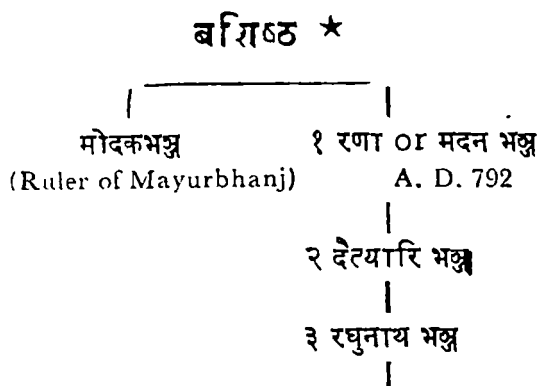 बशिष्ठ ★
मोदकभञ्ज १ रणा or मदन भञ्ज
(Ruler of Mayurbhanj) A. D. 792
२ दैत्यारि भञ्ज
३ रघुनाथ भञ्ज